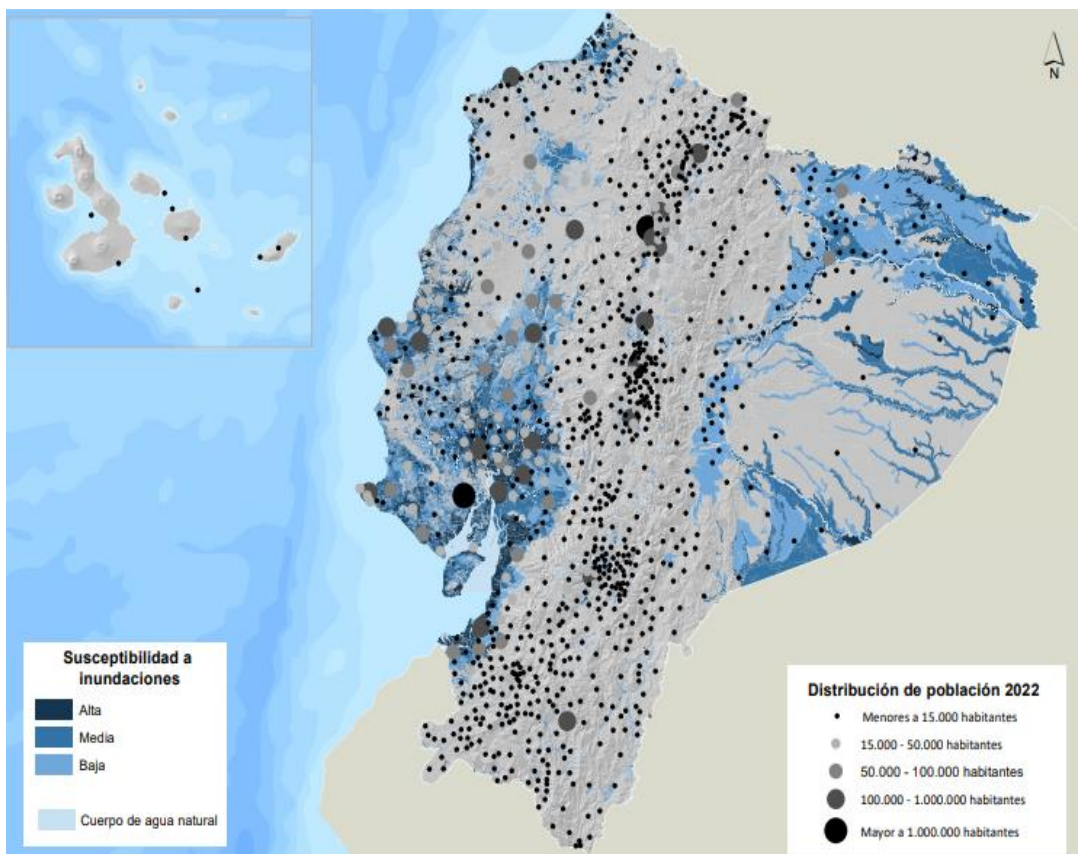 N
Susceptibilidad a
inundaciones
Alta
Media
Baja
Cuerpo de agua natural
Distribución de población 2022
Menores a 15.000 habitantes
15.000 - 50.000 habitantes
50.000 - 100.000 habitantes
100.000 - 1.000.000 habitantes
Mayor a 1.000.000 habitantes